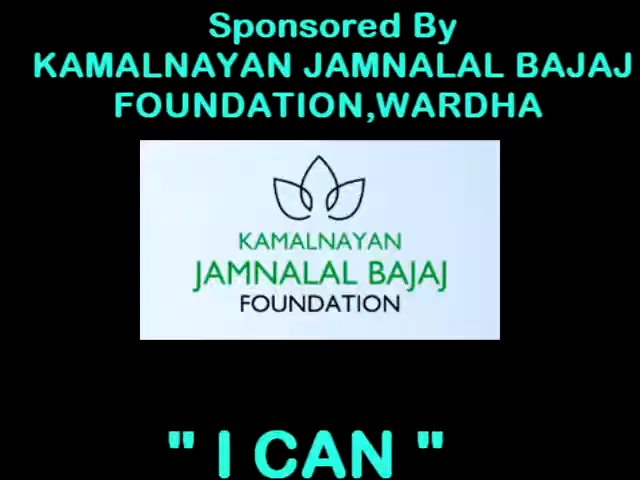 Sponsored By
KAMALNAYAN JAMNALAL BAJAJ
FOUNDATION,WARDHA
KAMALNAYAN
JAMNALAL BAJAJ
FOUNDATION
" I CAN "